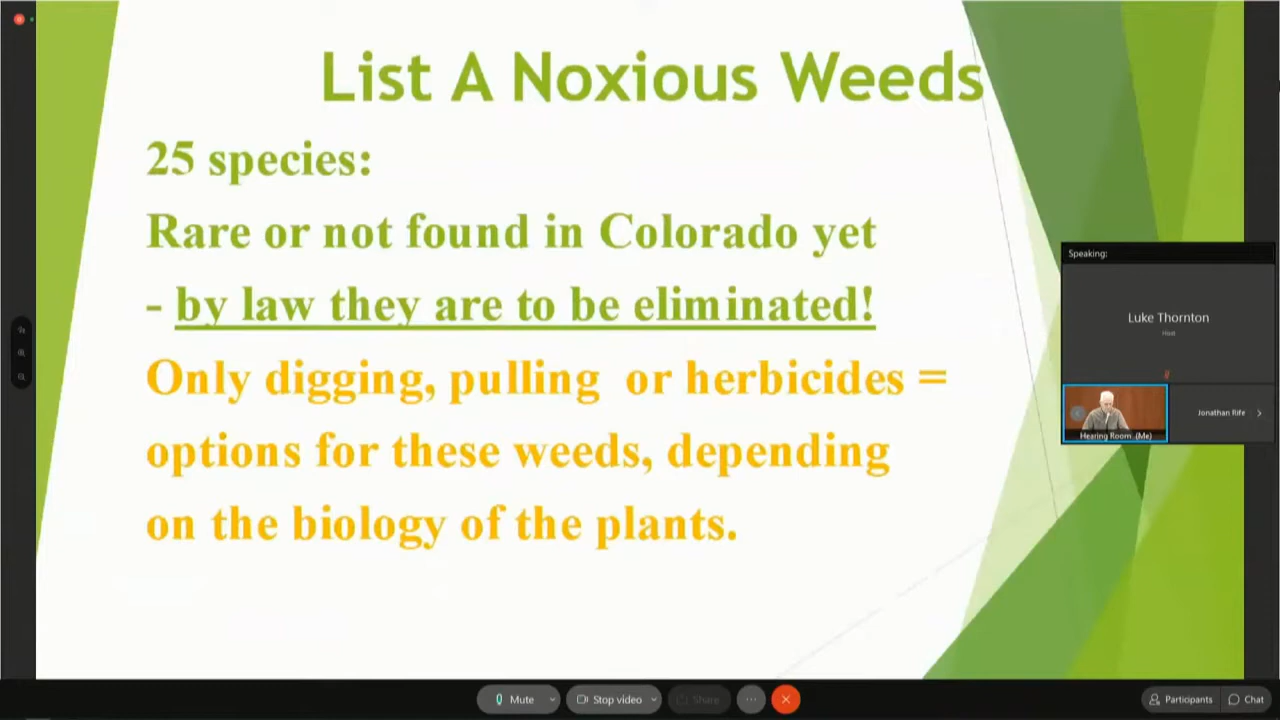 List A Noxious Weeds
25 species:
Rare or not found in Colorado yet
- by law they are to be eliminated!
Only digging, pulling or herbicides =
options for these weeds, depending
on the biology of the plants.
Speaking:
Luke Thornton
Host
Hearing Room (Me)
Jonathan Rife
Mute
Stop video
Share
Participants
Chat